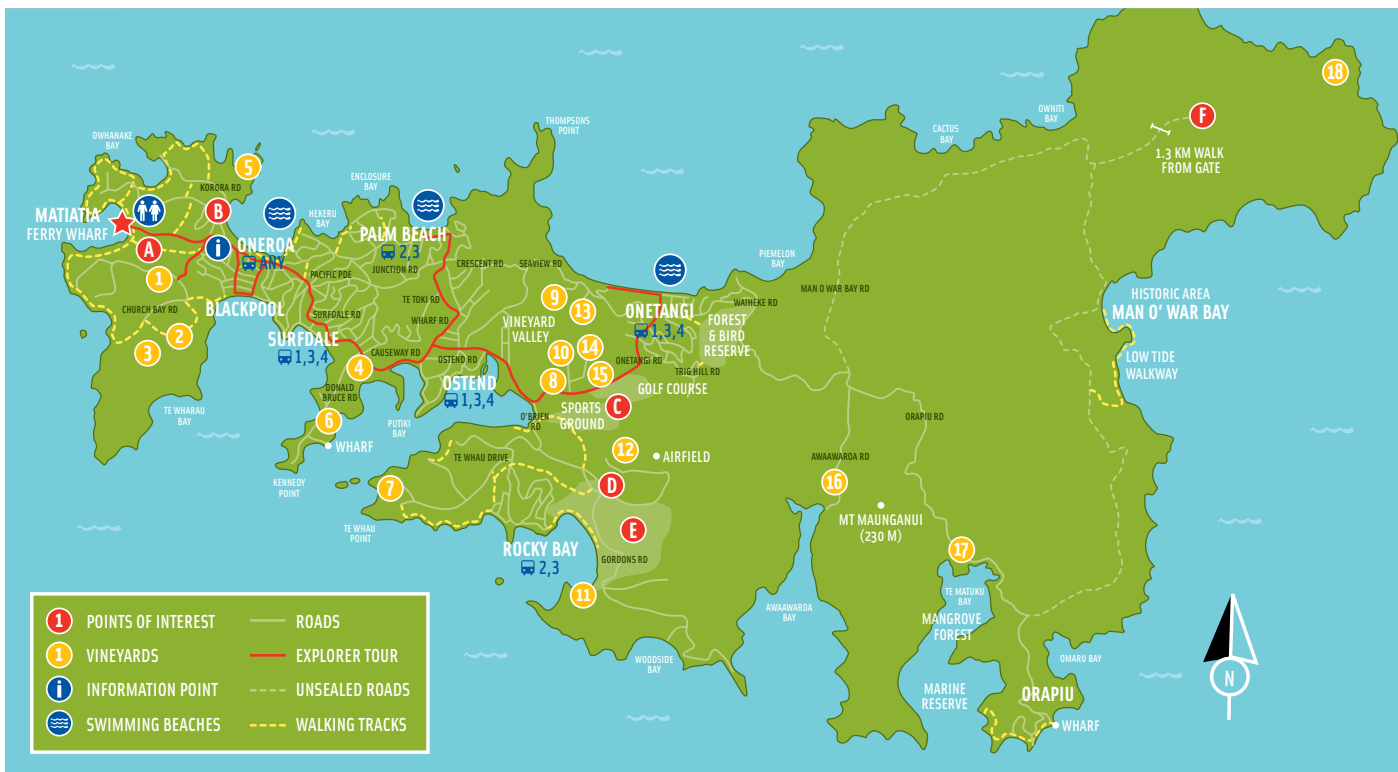 18
OWHITI
BAY
F
THOMPSONS
POINT
CACTUS
BAY
OWHANAKE
BAY
1.3 KM WALK
FROM GATE
5
ENCLOSURE
BAY
KORORA RD
MATIATIA
FERRY WHARF
B
HEKERU
BAY
A
i
ONEROA
ANY
PALM BEACH
2,3
CRESCENT RD
SEAVIEW RD
PIEMELON
BAY
1
PACIFIC PDE
JUNCTION RD
MAN O WAR BAY RD
HISTORIC AREA
MAN O' WAR BAY
CHURCH BAY RD
BLACKPOOL
TE TOKI RD
9
13
WAIHEKE RD
SURFDALE RD
WHARF RD
VINEYARD
VALLEY
ONETANGI
1,3,4
FOREST
& BIRD
RESERVE
2
3
SURFDALE
1,3,4
CAUSEWAY RD
OSTEND RD
10
14
ONETANGI RD
LOW TIDE
WALKWAY
4
15
TRIG HILL RD
DONALD
BRUCE RD
OSTEND
1,3,4
8
GOLF COURSE
TE WHARAU
BAY
PUTIKI
BAY
O'BRIEN
RD
SPORTS
GROUND
C
ORAPIU RD
6
WHARF
12
AIRFIELD
TE WHAU DRIVE
AWAAWAROA RD
KENNEDY
POINT
7
D
16
TE WHAU
POINT
E
MT MAUNGANUI
(230 M)
ROCKY BAY
2,3
GORDONS RD
17
11
AWAAWAROA
BAY
TE MATUKU
BAY
MANGROVE
FOREST
WOODSIDE
BAY
OMARU BAY
MARINE
RESERVE
ORAPIU
WHARF
N
1 POINTS OF INTEREST
1 VINEYARDS
i INFORMATION POINT
SWIMMING BEACHES
ROADS
EXPLORER TOUR
UNSEALED ROADS
WALKING TRACKS